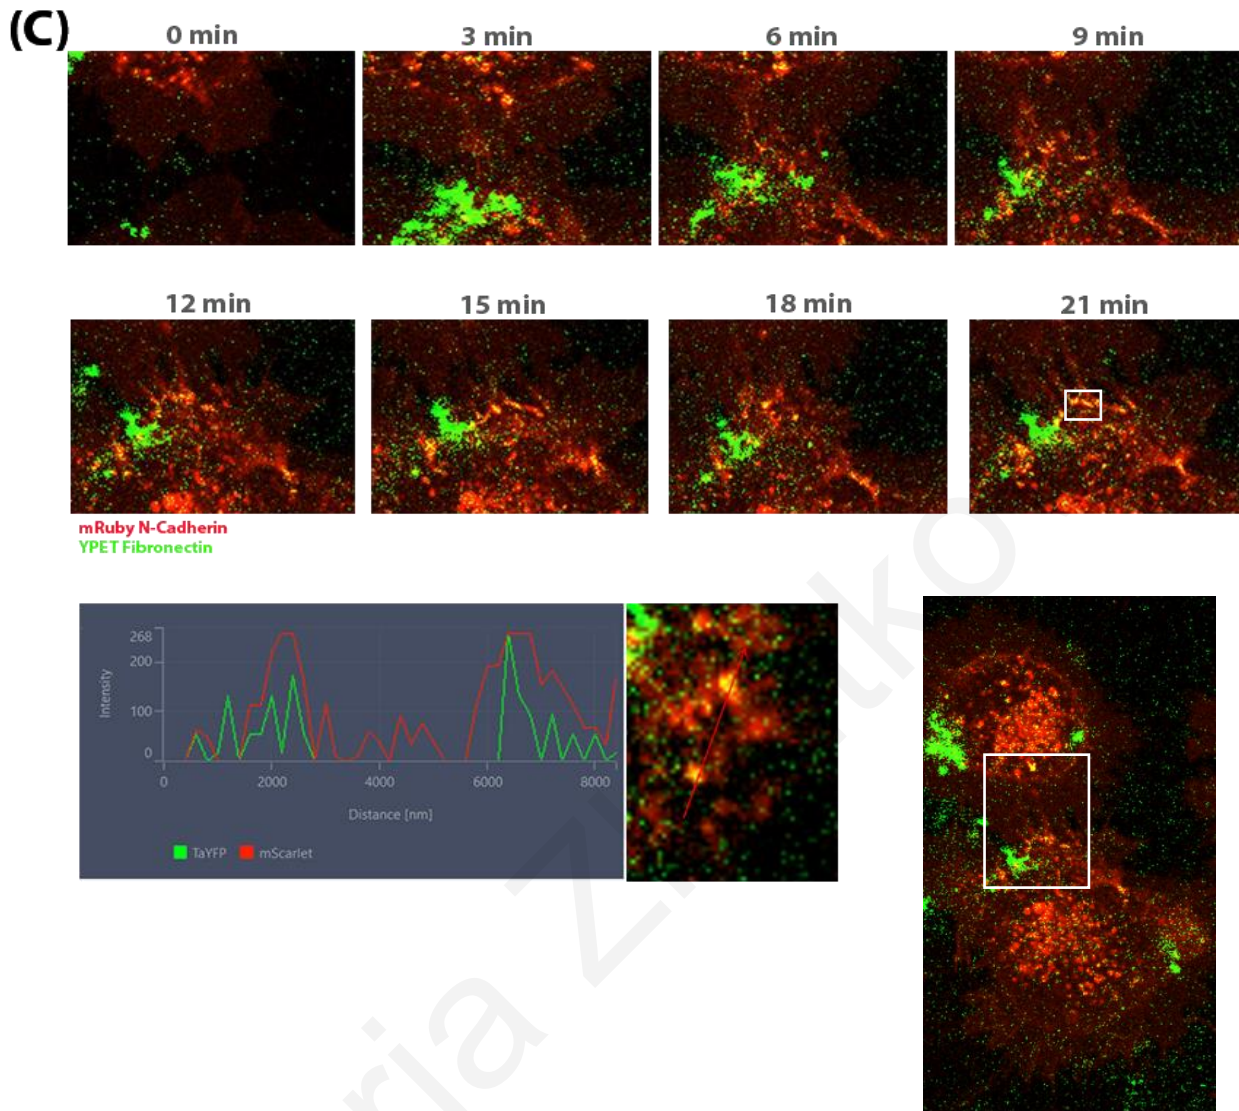 (C)
0 min 3 min 6 min 9 min
12 min 15 min 18 min 21 min
mRuby N-Cadherin
YPET Fibronectin
268
200
100
0
Intensity
0 2000 4000 6000 8000
Distance [nm]
TaYFP mScarlet